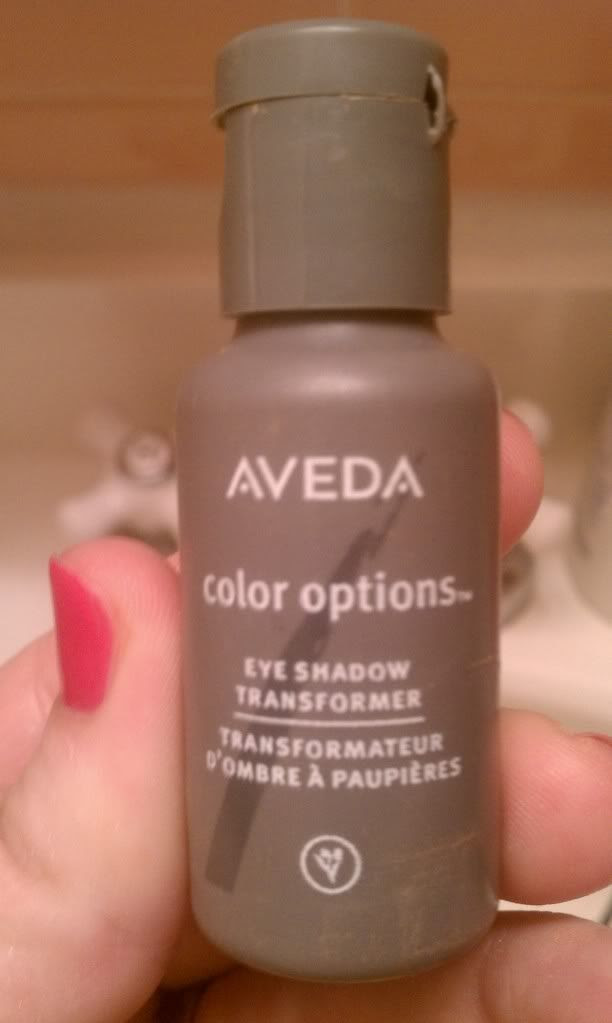 AVEDA
color options™
EYE SHADOW
TRANSFORMER
TRANSFORMATEUR
D'OMBRE À PAUPIÈRES